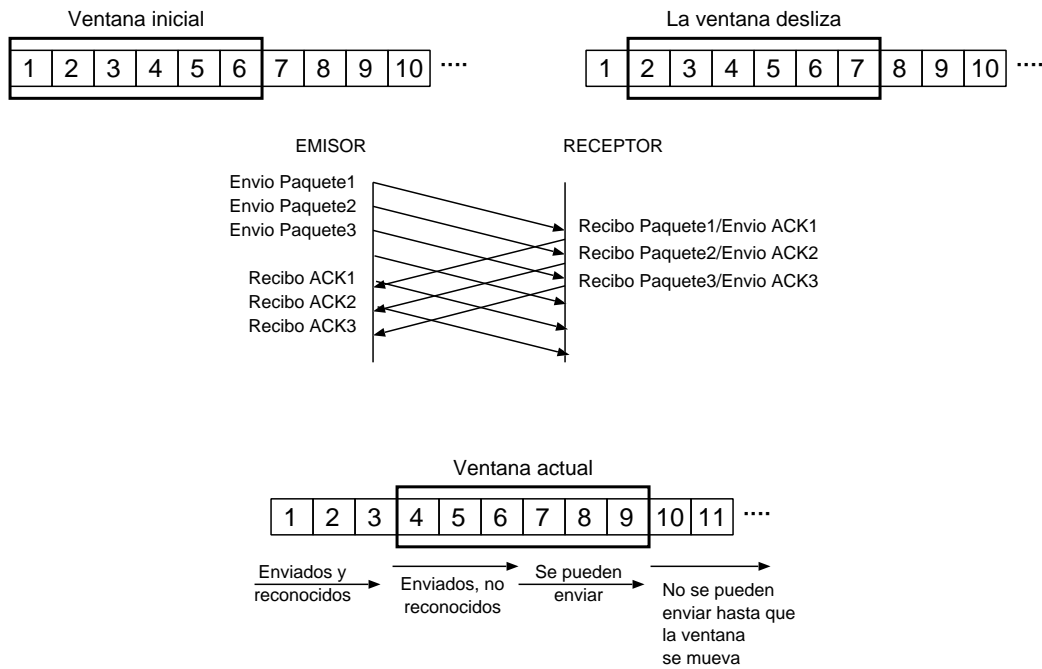 Ventana inicial
La ventana desliza
1 2 3 4 5 6 7 8 9 10 ....
1 2 3 4 5 6 7 8 9 10 ....
EMISOR
RECEPTOR
Envio Paquete1
Envio Paquete2
Envio Paquete3
Recibo ACK1
Recibo ACK2
Recibo ACK3
Recibo Paquete1/Envio ACK1
Recibo Paquete2/Envio ACK2
Recibo Paquete3/Envio ACK3
Ventana actual
1 2 3 4 5 6 7 8 9 10 11 ....
Enviados y
reconocidos
Enviados, no
reconocidos
Se pueden
enviar
No se pueden
enviar hasta que
la ventana
se mueva